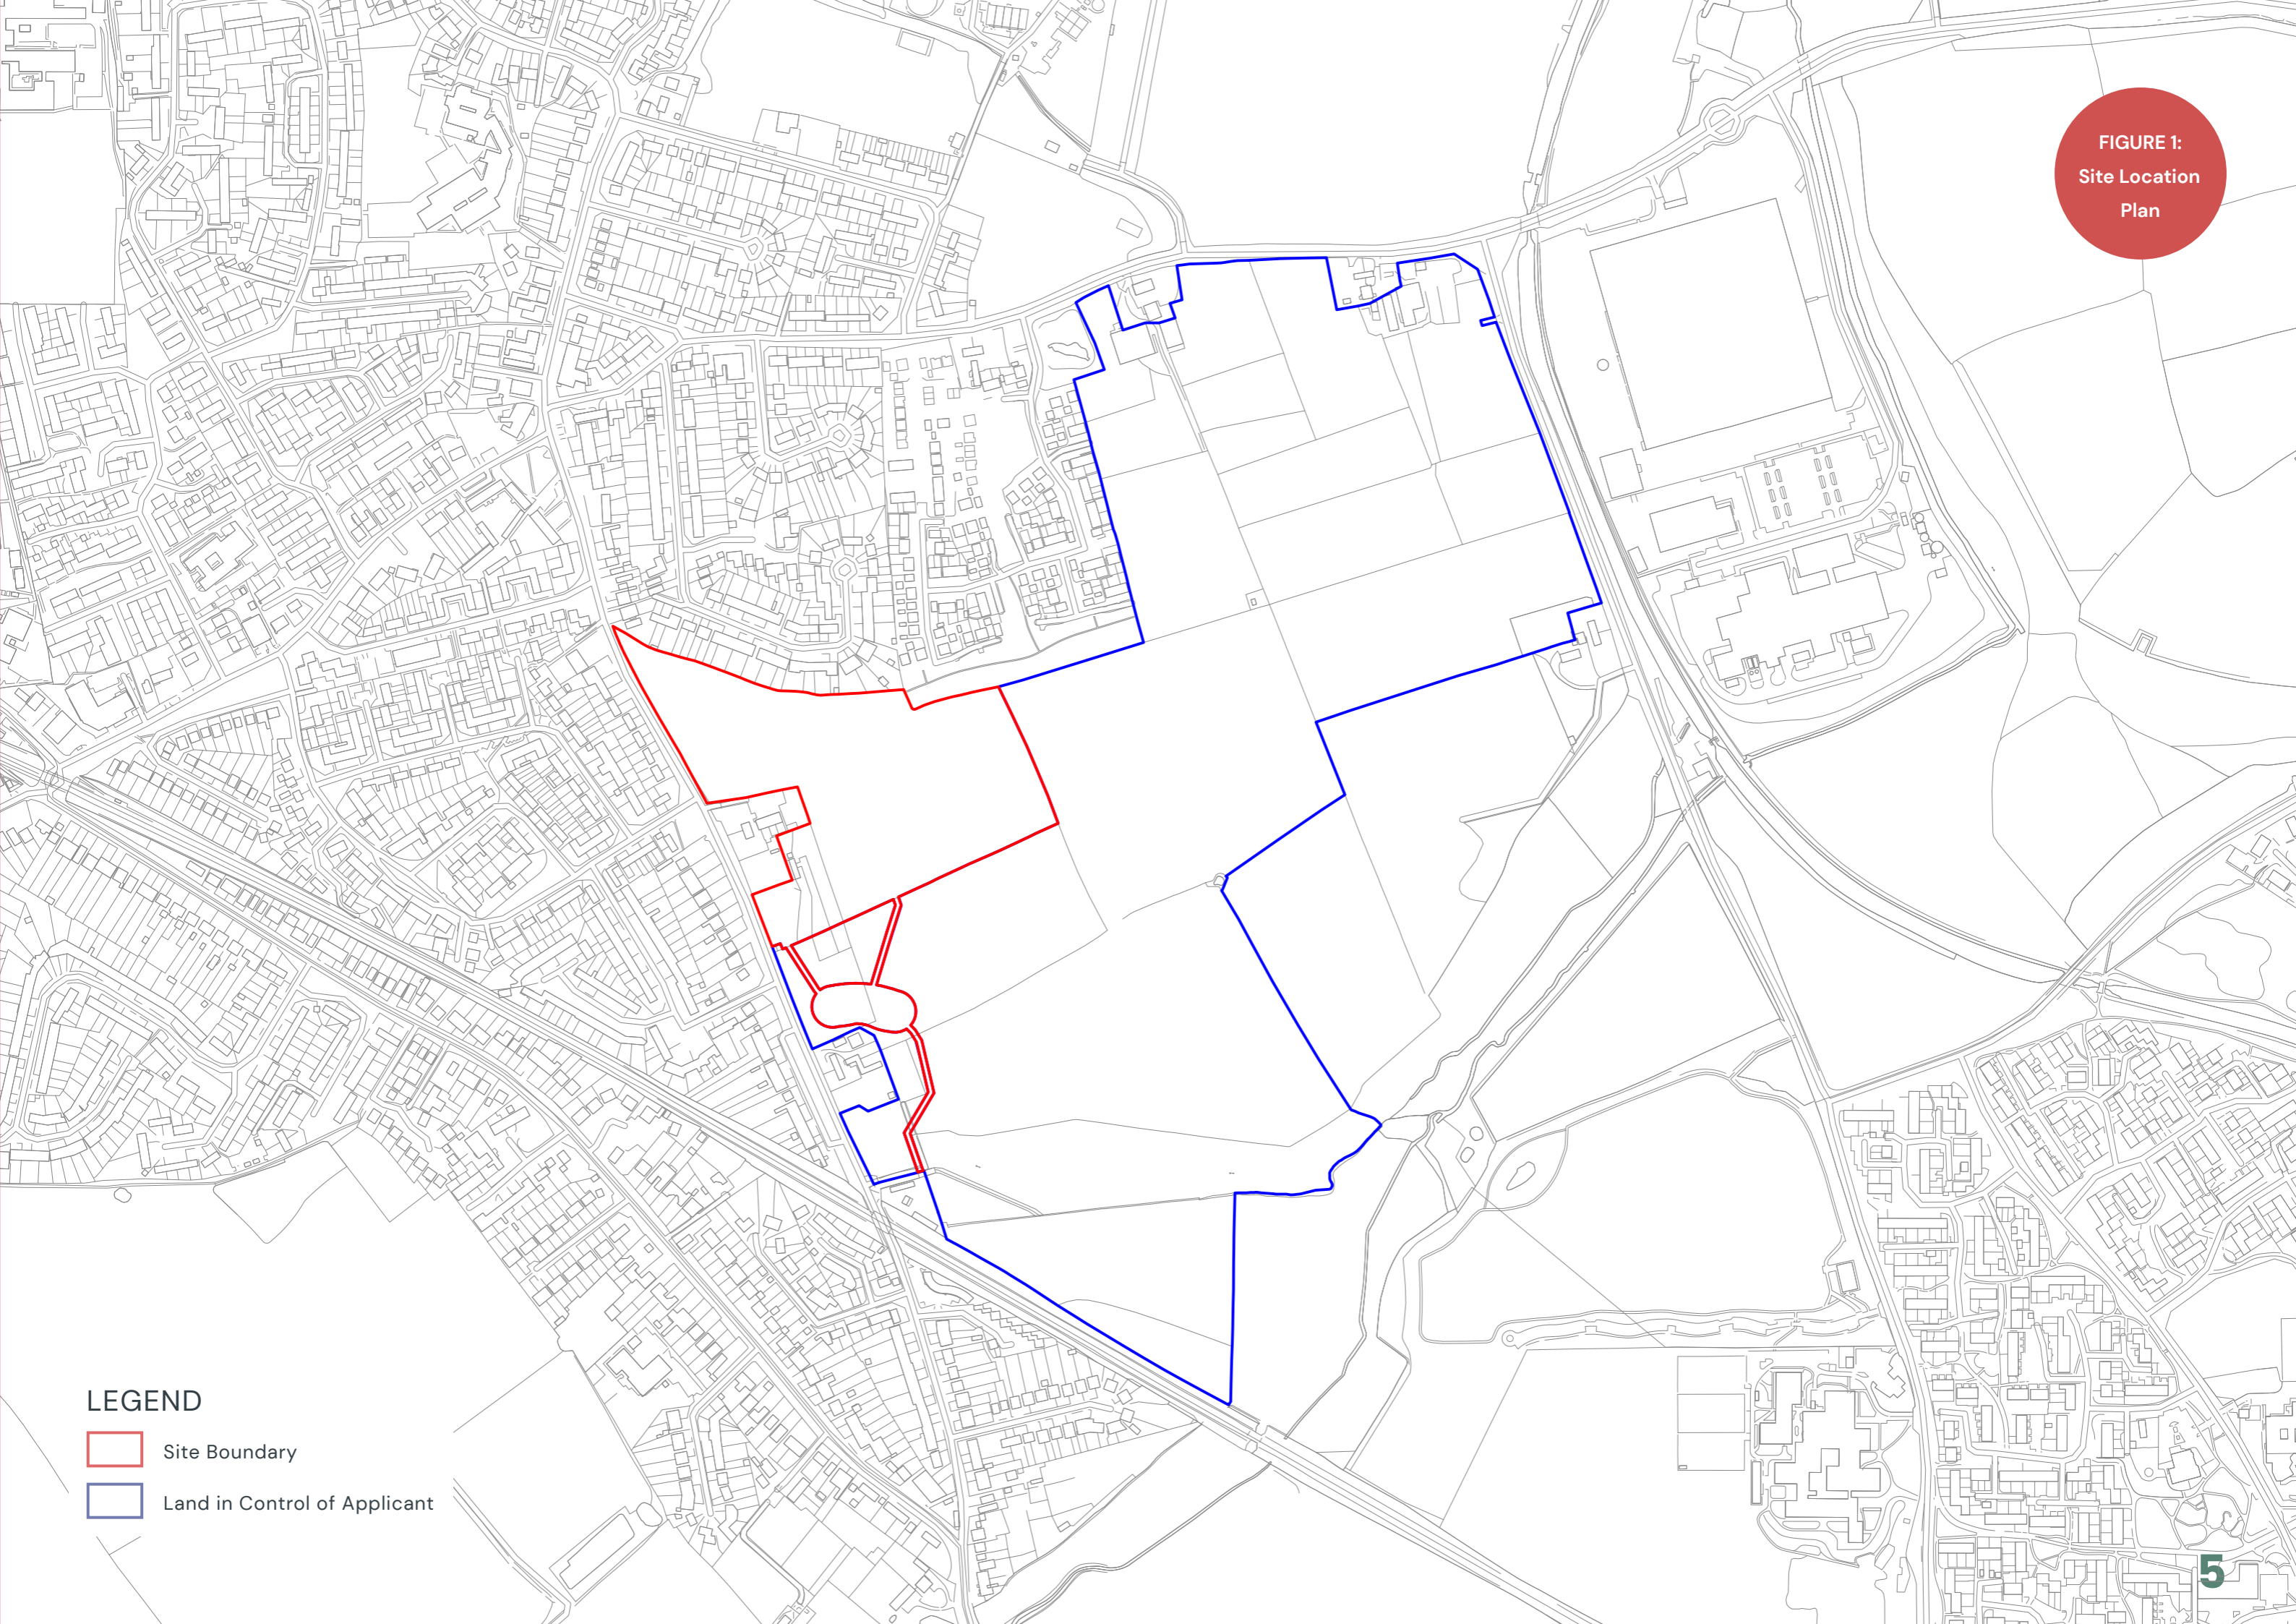 FIGURE 1:
Site Location
Plan
LEGEND
Site Boundary
Land in Control of Applicant
5